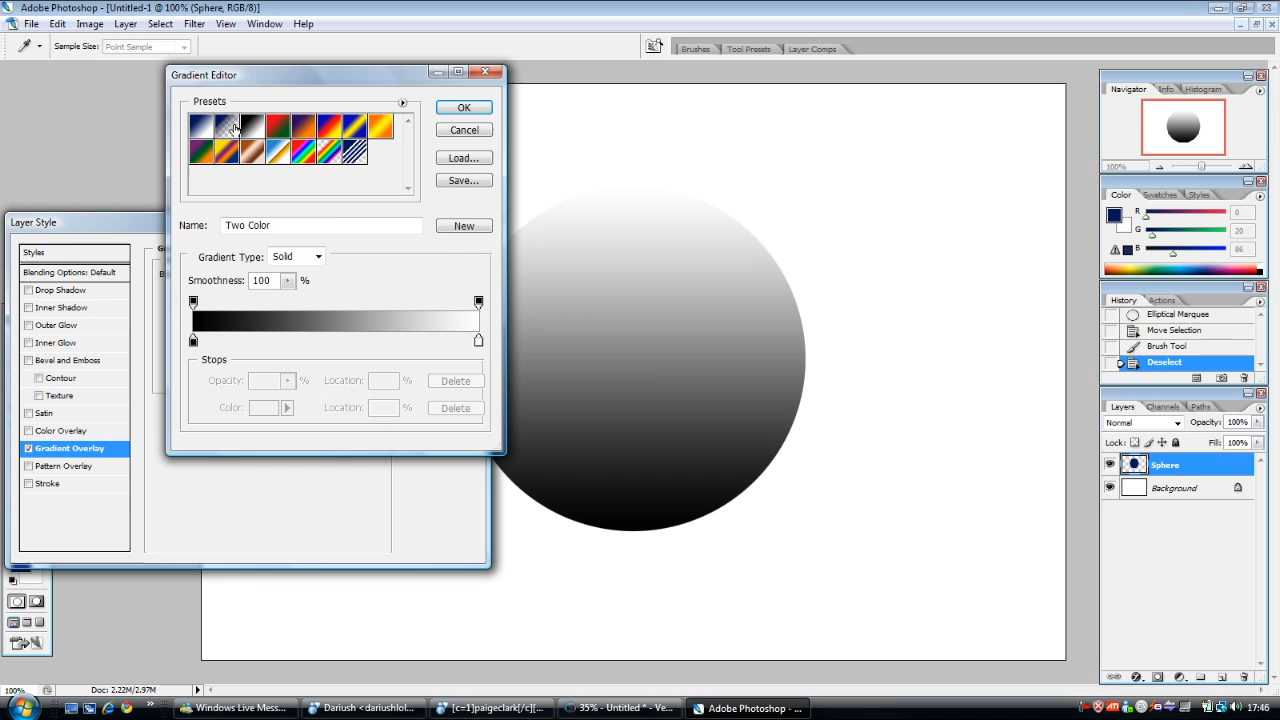 Adobe Photoshop - [Untitled-1 @ 100% (Sphere, RGB/8)]
File Edit Image Layer Select Filter View Window Help
Sample Size: Point Sample
Brushes Tool Presets Layer Comps
Gradient Editor
Presets
OK
Cancel
Load...
Save...
Name: Two Color
New
Gradient Type: Solid
Smoothness: 100 %
Stops
Opacity: % Location: % Delete
Color: Location: % Delete
Layer Style
Styles
Blending Options: Default
Drop Shadow
Inner Shadow
Outer Glow
Inner Glow
Bevel and Emboss
Contour
Texture
Satin
Color Overlay
Gradient Overlay
Pattern Overlay
Stroke
Navigator Info Histogram
100%
Color Swatches Styles
R 0
G 20
B 86
History Actions
Elliptical Marquee
Move Selection
Brush Tool
Deselect
Layers Channels Paths
Normal Opacity: 100%
Lock: Fill: 100%
Sphere
Background
100% Doc: 2.22M/2.97M
Windows Live Mess... Dariush <dariushlo... [c=1]paigeclark[/c][... 35% - Untitled * - Ve... Adobe Photoshop - ... 17:46